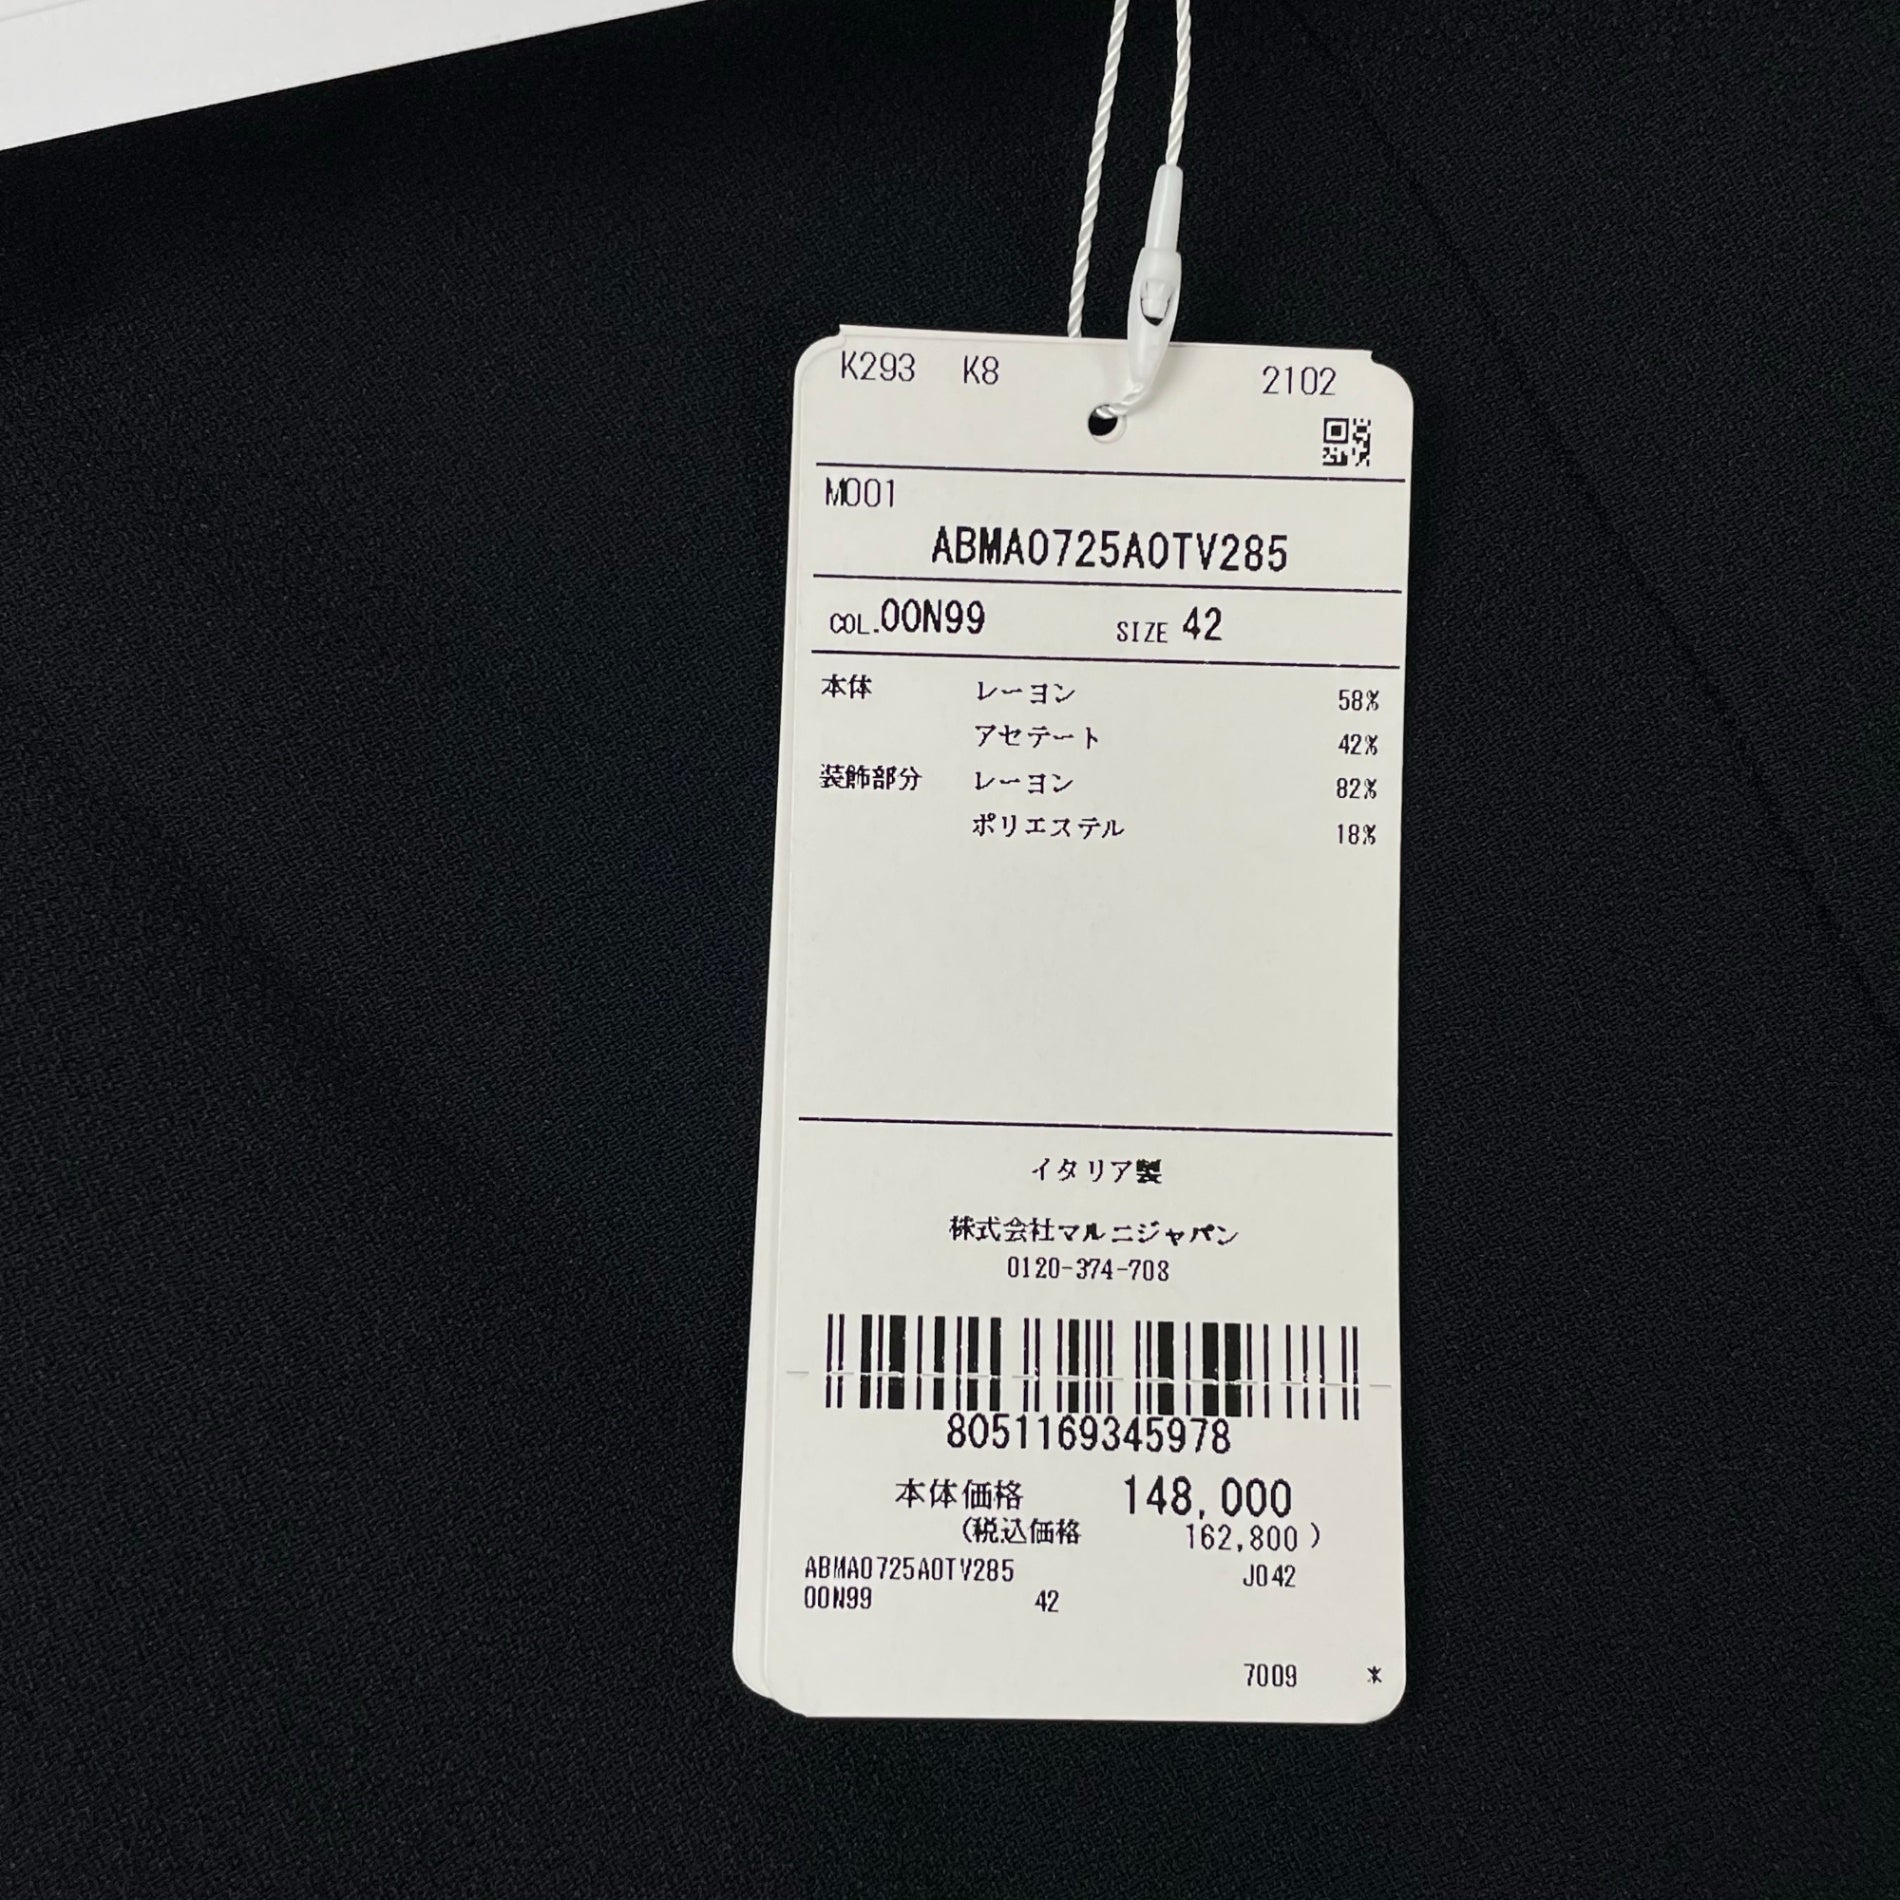 K293 K8 2102
M001
ABMA0725A0TV285
COL.00N99 SIZE 42
本体 レーヨン 58%
アセテート 42%
装飾部分 レーヨン 82%
ポリエステル 18%
イタリア製
株式会社マルニジャパン
0120-374-708
8051169345978
本体価格 148,000
(税込価格 162,800)
ABMA0725A0TV285 J042
00N99 42
7009 *